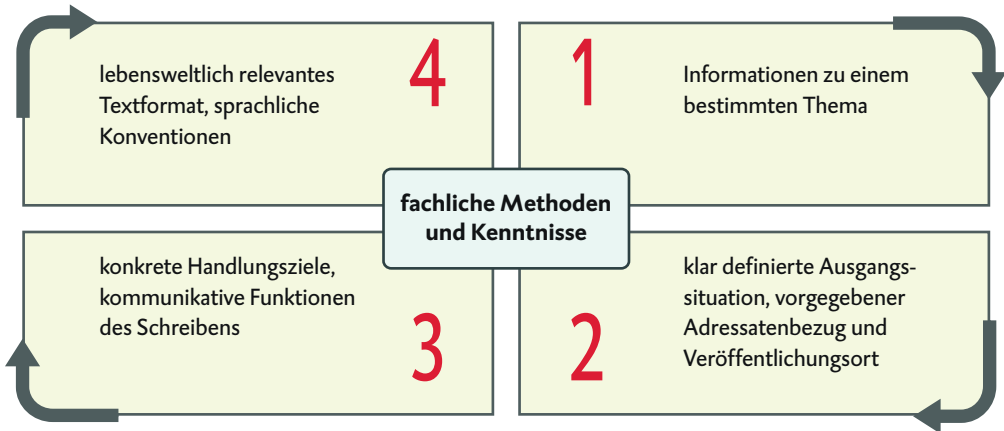 4
lebensweltlich relevantes
Textformat, sprachliche
Konventionen
1
Informationen zu einem
bestimmten Thema
fachliche Methoden
und Kenntnisse
konkrete Handlungsziele,
kommunikative Funktionen
des Schreibens
3
2
klar definierte Ausgangs-
situation, vorgegebener
Adressatenbezug und
Veröffentlichungsort